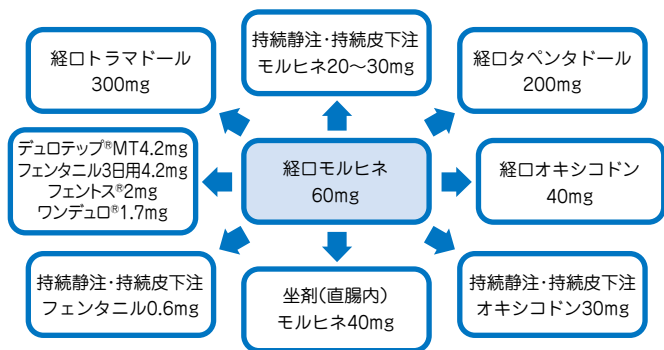 経口トラマドール
300mg
持続静注・持続皮下注
モルヒネ20〜30mg
経口タペンタドール
200mg
デュロテップ®MT4.2mg
フェンタニル3日用4.2mg
フェントス®2mg
ワンデュロ®1.7mg
経口モルヒネ
60mg
経口オキシコドン
40mg
持続静注・持続皮下注
フェンタニル0.6mg
坐剤(直腸内)
モルヒネ40mg
持続静注・持続皮下注
オキシコドン30mg